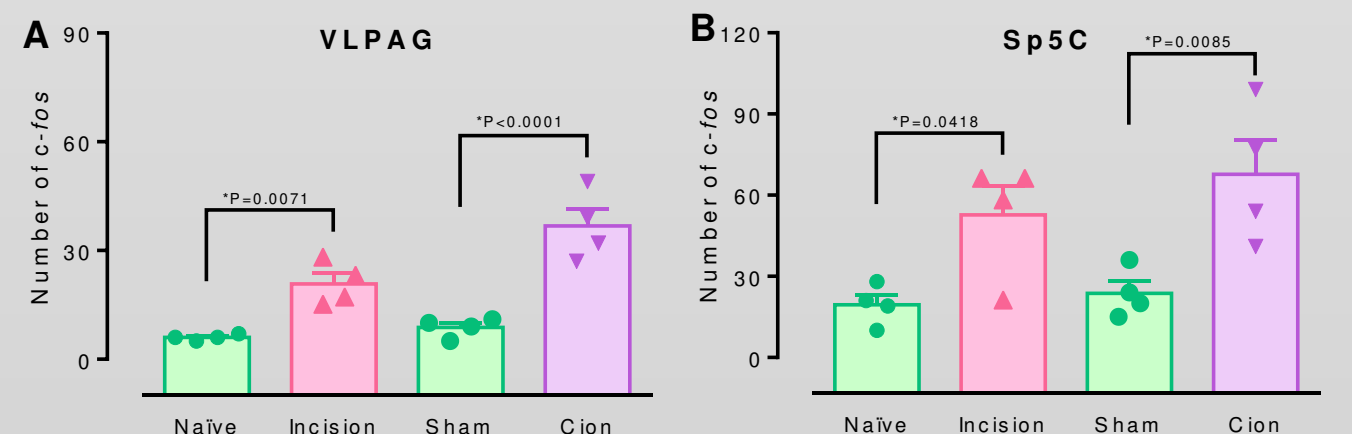 A
VLPAG
Number of c-fos
90
60
30
0
*P=0.0071
*P<0.0001
Naïve Incision Sham Cion
B
Sp5C
Number of c-fos
120
90
60
30
0
*P=0.0418
*P=0.0085
Naïve Incision Sham Cion